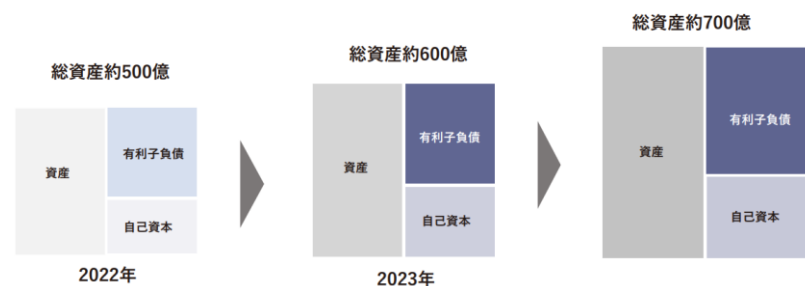 総資産約500億
資産
有利子負債
自己資本
2022年
総資産約600億
資産
有利子負債
自己資本
2023年
総資産約700億
資産
有利子負債
自己資本